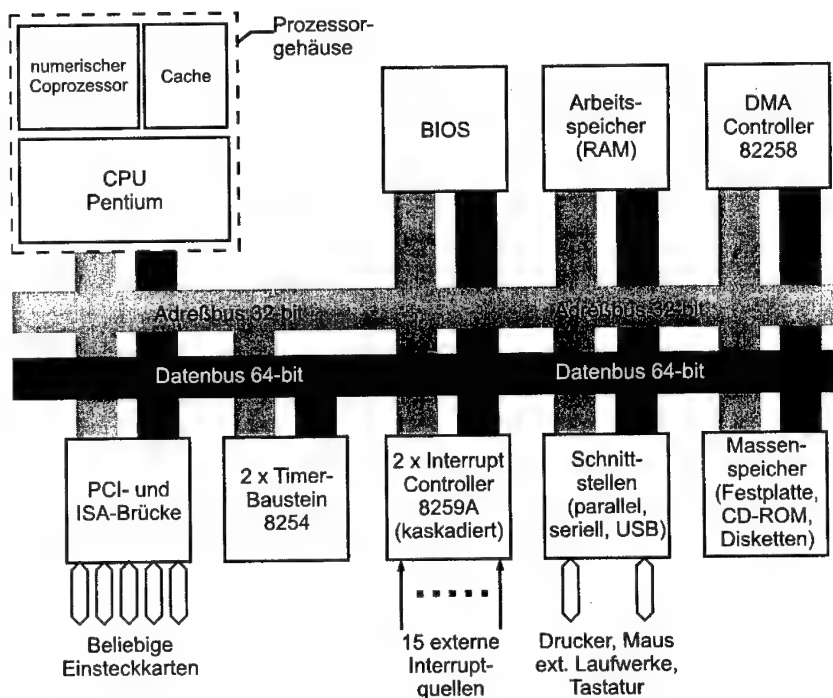 Prozessor-
gehäuse
numerischer
Coprozessor
Cache
CPU
Pentium
BIOS
Arbeits-
speicher
(RAM)
DMA
Controller
82258
Adreßbus 32-bit
Adreßbus 32-bit
Datenbus 64-bit
Datenbus 64-bit
PCI- und
ISA-Brücke
2 x Timer-
Baustein
8254
2 x Interrupt
Controller
8259A
(kaskadiert)
Schnitt-
stellen
(parallel,
seriell, USB)
Massen-
speicher
(Festplatte,
CD-ROM,
Disketten)
Beliebige
Einsteckkarten
15 externe
Interrupt-
quellen
Drucker, Maus
ext. Laufwerke,
Tastatur